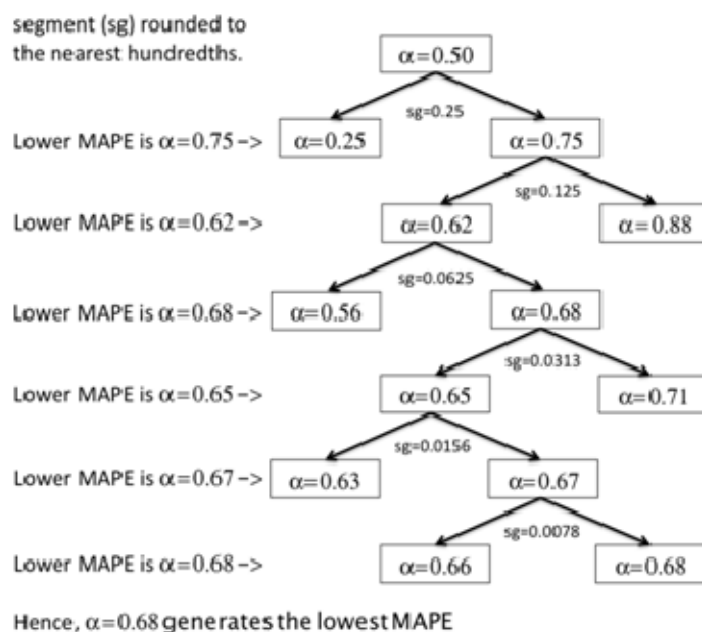 segment (sg) rounded to
the nearest hundredths.
α=0.50
sg=0.25
Lower MAPE is α=0.75 –> α=0.25 α=0.75
sg=0.125
Lower MAPE is α=0.62–> α=0.62 α=0.88
sg=0.0625
Lower MAPE is α=0.68–> α=0.56 α=0.68
sg=0.0313
Lower MAPE is α=0.65–> α=0.65 α=0.71
sg=0.0156
Lower MAPE is α=0.67–> α=0.63 α=0.67
sg=0.0078
Lower MAPE is α=0.68–> α=0.66 α=0.68
Hence, α=0.68 generates the lowest MAPE